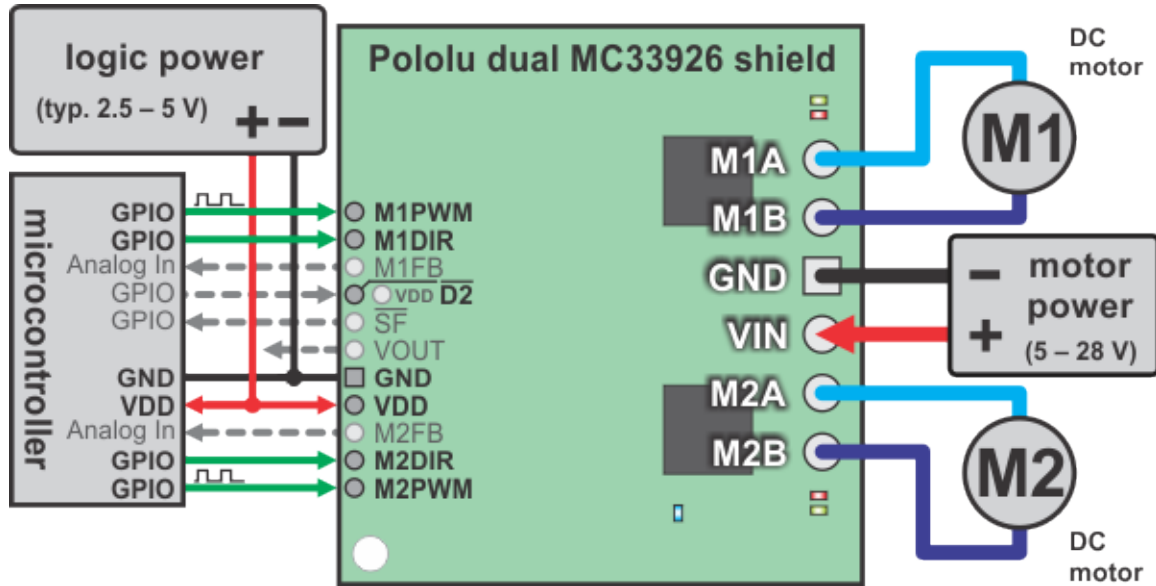 logic power
(typ. 2.5 – 5 V)
+ −
microcontroller
GPIO
GPIO
Analog In
GPIO
GPIO
GND
VDD
Analog In
GPIO
GPIO
Pololu dual MC33926 shield
M1PWM
M1DIR
M1FB
VDD D2
SF
VOUT
GND
VDD
M2FB
M2DIR
M2PWM
M1A
M1B
GND
VIN
M2A
M2B
DC
motor
M1
− motor
+ power
(5 – 28 V)
M2
DC
motor